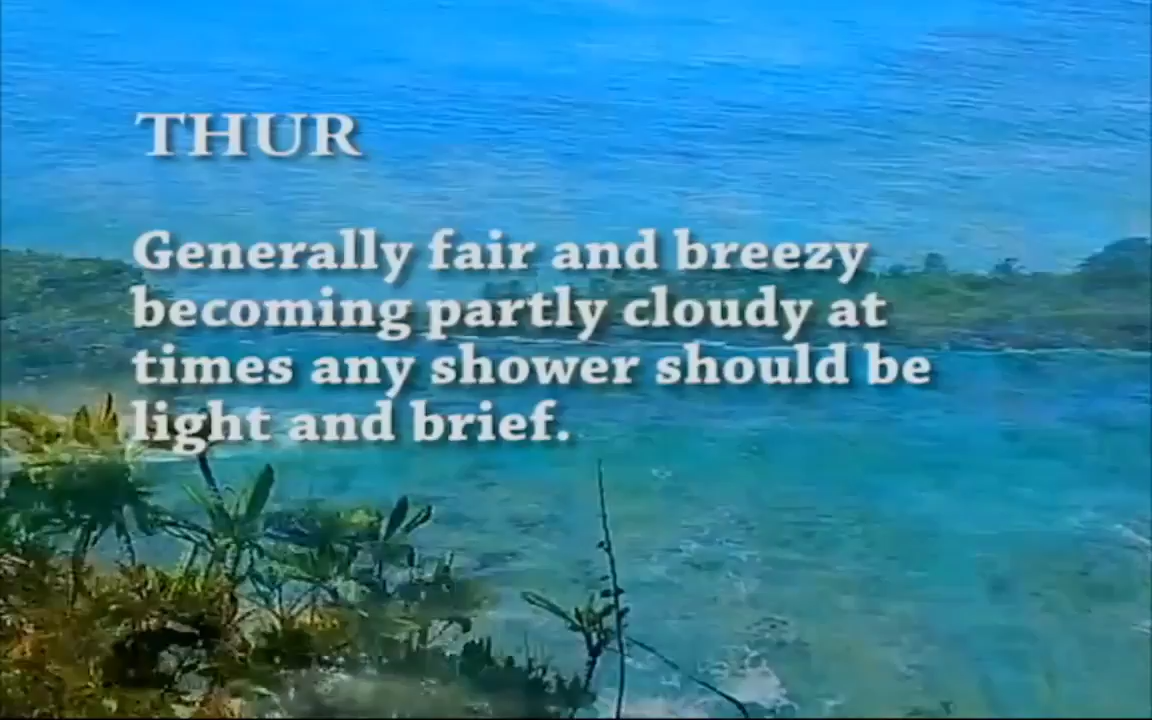 THUR
Generally fair and breezy
becoming partly cloudy at
times any shower should be
light and brief.